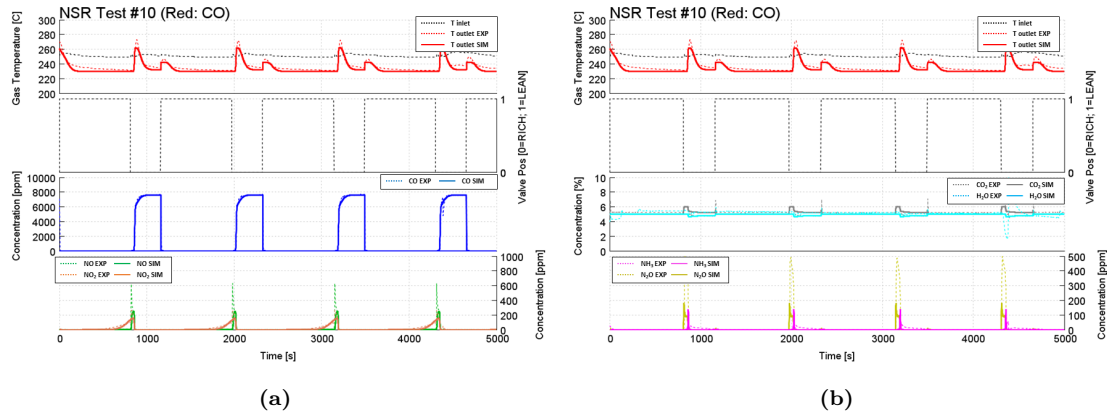 NSR Test #10 (Red: CO)
Gas Temperature [C]
300
280
260
240
220
200
T inlet
T outlet EXP
T outlet SIM
1
0
Valve Pos [0=RICH; 1=LEAN]
Concentration [ppm]
10000
8000
6000
4000
2000
0
CO EXP CO SIM
NO EXP NO SIM
NO₂ EXP NO₂ SIM
1000
800
600
400
200
0
Concentration [ppm]
0 1000 2000 3000 4000 5000
Time [s]
(a)
NSR Test #10 (Red: CO)
Gas Temperature [C]
300
280
260
240
220
200
T inlet
T outlet EXP
T outlet SIM
1
0
Valve Pos [0=RICH; 1=LEAN]
Concentration [%]
10
8
6
4
2
0
CO₂ EXP CO₂ SIM
H₂O EXP H₂O SIM
NH₃ EXP NH₃ SIM
N₂O EXP N₂O SIM
500
400
300
200
100
0
Concentration [ppm]
0 1000 2000 3000 4000 5000
Time [s]
(b)